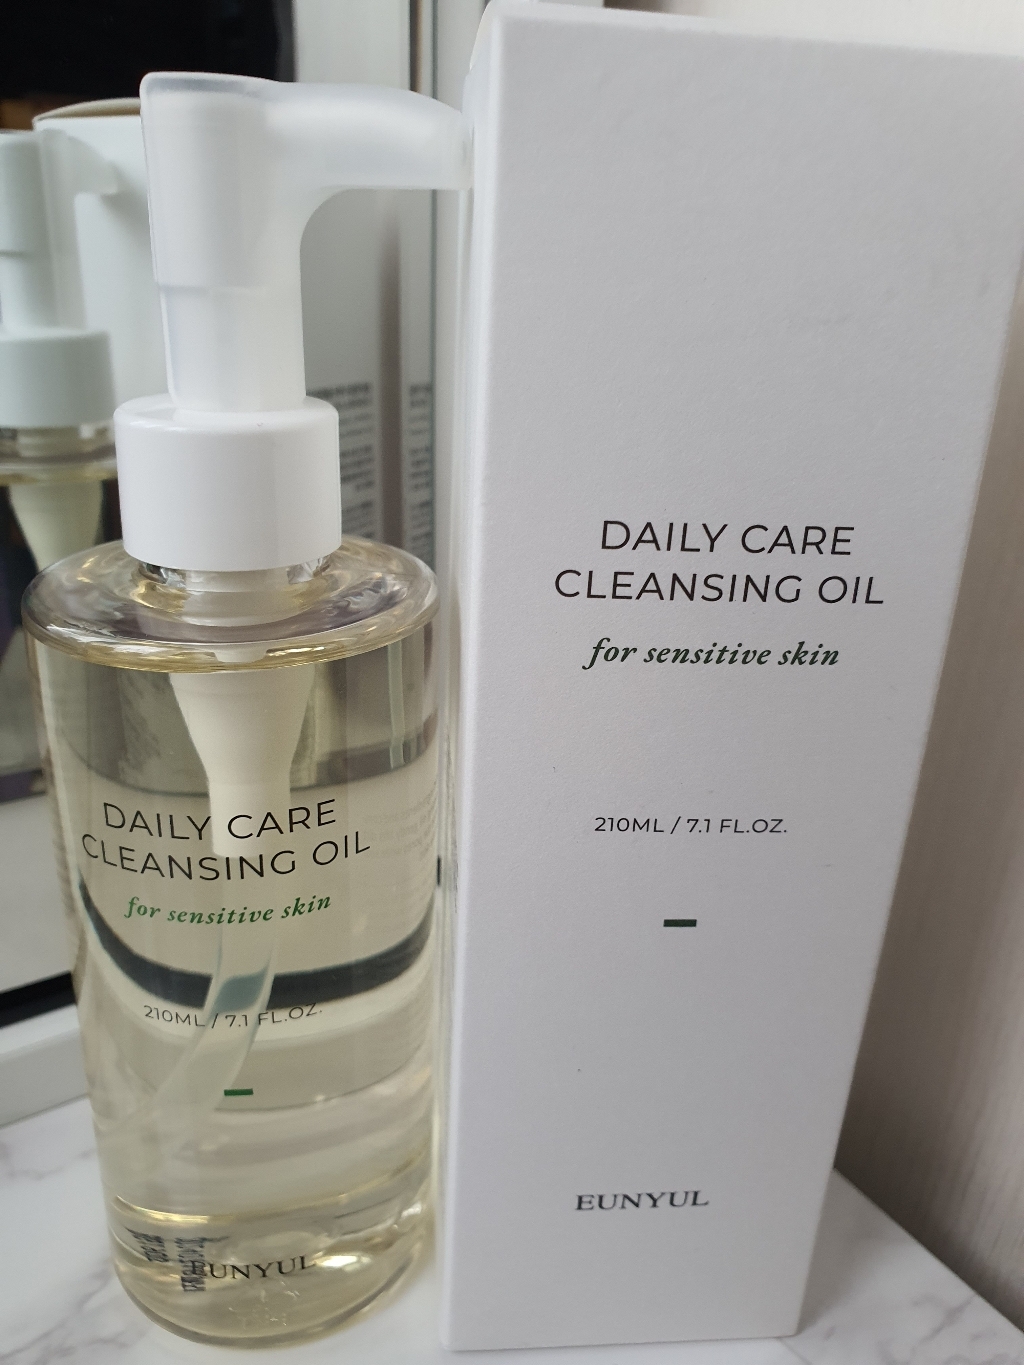 DAILY CARE
CLEANSING OIL
for sensitive skin
210ML / 7.1 FL.OZ.
EUNYUL
DAILY CARE
CLEANSING OIL
for sensitive skin
210ML / 7.1 FL.OZ.
EUNYUL